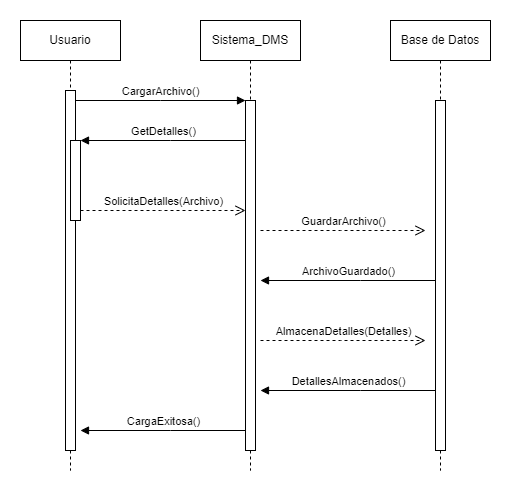 Usuario
Sistema_DMS
Base de Datos
CargarArchivo()
GetDetalles()
SolicitaDetalles(Archivo)
GuardarArchivo()
ArchivoGuardado()
AlmacenaDetalles(Detalles)
DetallesAlmacenados()
CargaExitosa()